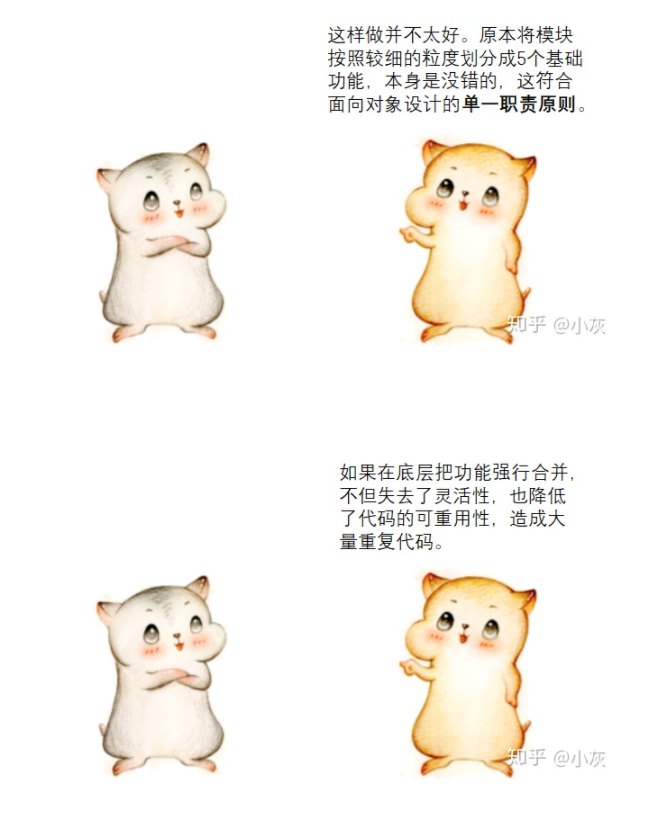 这样做并不太好。原本将模块
按照较细的粒度划分成5个基础
功能，本身是没错的，这符合
面向对象设计的单一职责原则。
知乎 @小灰
如果在底层把功能强行合并，
不但失去了灵活性，也降低
了代码的可重用性，造成大
量重复代码。
知乎 @小灰